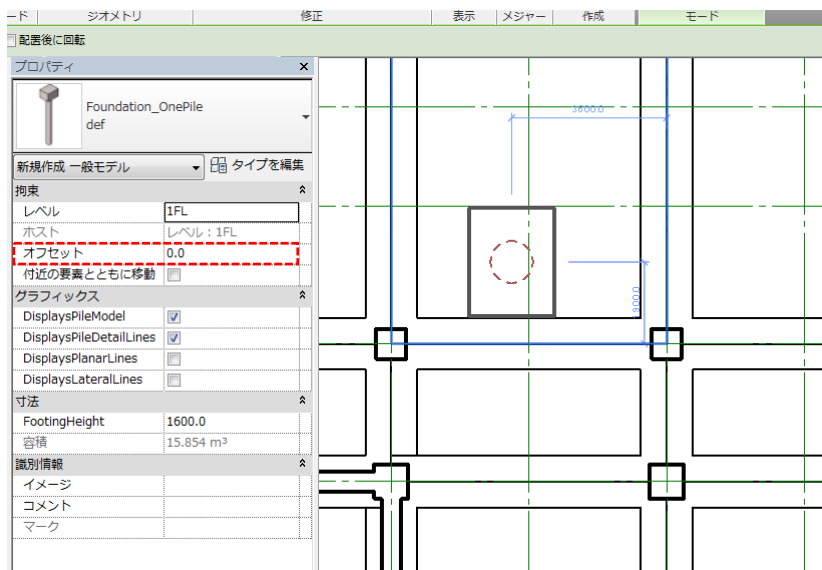 ード ジオメトリ 修正 表示 メジャー 作成 モード
配置後に回転
プロパティ ×
Foundation_OnePile
def
新規作成 一般モデル タイプを編集
拘束
レベル 1FL
ホスト レベル : 1FL
オフセット 0.0
付近の要素とともに移動
グラフィックス
DisplaysPileModel
DisplaysPileDetailLines
DisplaysPlanarLines
DisplaysLateralLines
寸法
FootingHeight 1600.0
容積 15.854 m³
識別情報
イメージ
コメント
マーク
3600.0